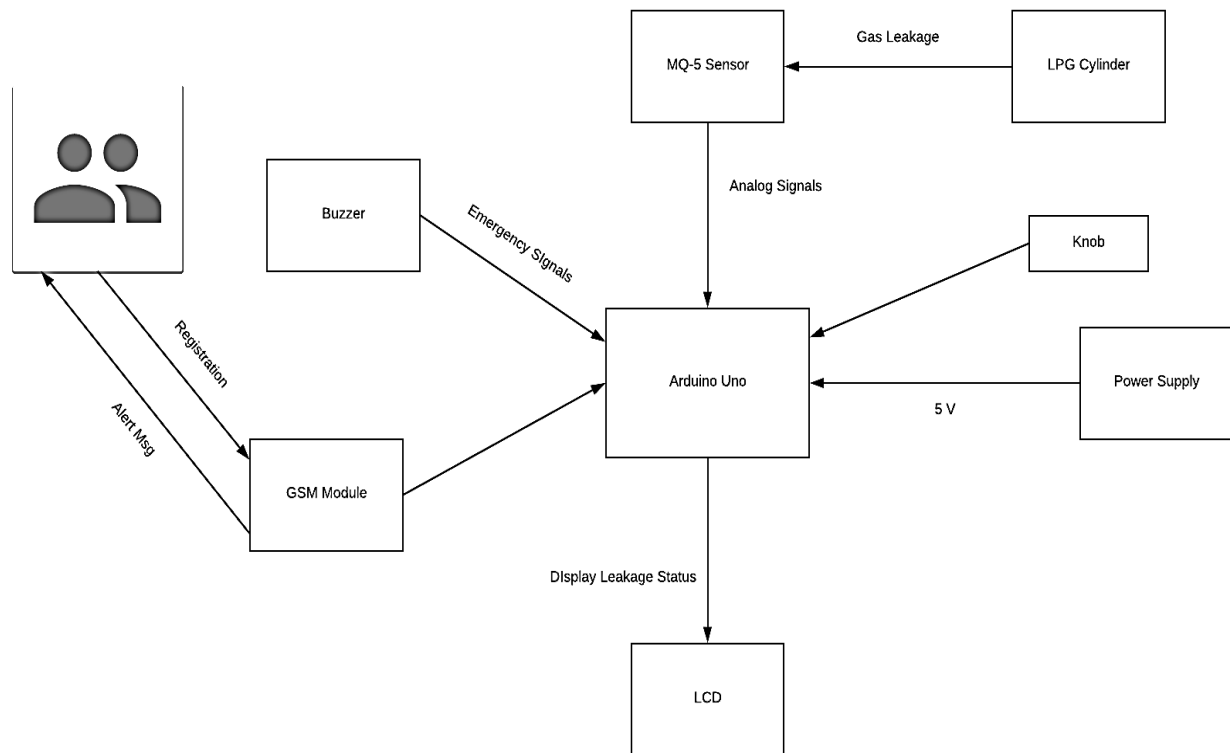 Gas Leakage
MQ-5 Sensor
LPG Cylinder
Analog Signals
Buzzer
Emergency SIgnals
Knob
Registration
Arduino Uno
Power Supply
5 V
Alert Msg
GSM Module
DIsplay Leakage Status
LCD